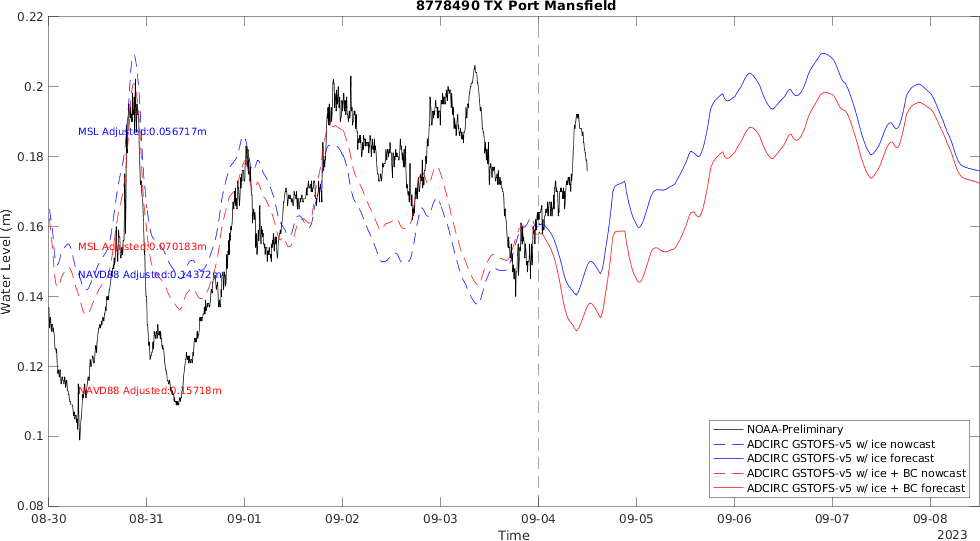 8778490 TX Port Mansfield
0.22
0.2
0.18
0.16
0.14
0.12
0.1
0.08
Water Level (m)
MSL Adjusted:0.056717m
MSL Adjusted:0.070183m
NAVD88 Adjusted:0.14372m
NAVD88 Adjusted:0.15718m
NOAA-Preliminary
ADCIRC GSTOFS-v5 w/ ice nowcast
ADCIRC GSTOFS-v5 w/ ice forecast
ADCIRC GSTOFS-v5 w/ ice + BC nowcast
ADCIRC GSTOFS-v5 w/ ice + BC forecast
08-30 08-31 09-01 09-02 09-03 09-04 09-05 09-06 09-07 09-08
Time
2023